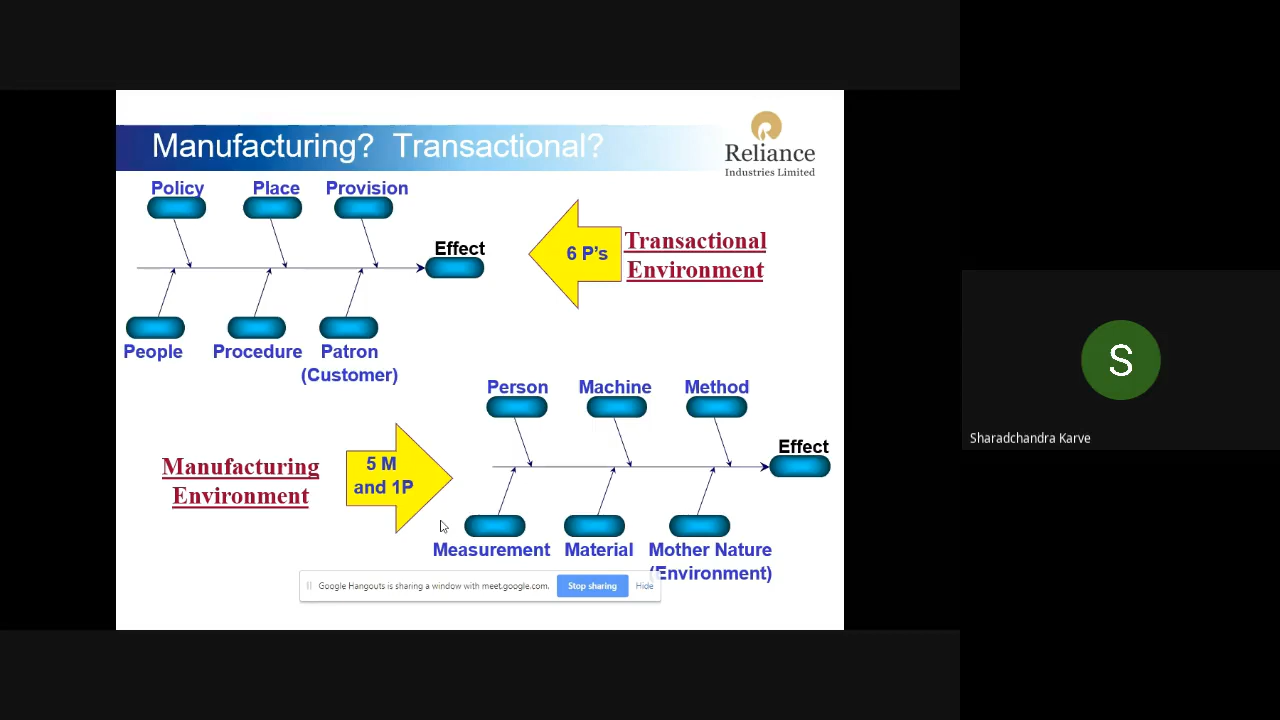 Manufacturing? Transactional?
Reliance
Industries Limited
Policy Place Provision
Effect
6 P's
Transactional
Environment
People Procedure Patron
(Customer)
Person Machine Method
Effect
Manufacturing
Environment
5 M
and 1P
Measurement Material Mother Nature
(Environment)
Google Hangouts is sharing a window with meet.google.com.
Stop sharing
Hide
S
Sharadchandra Karve